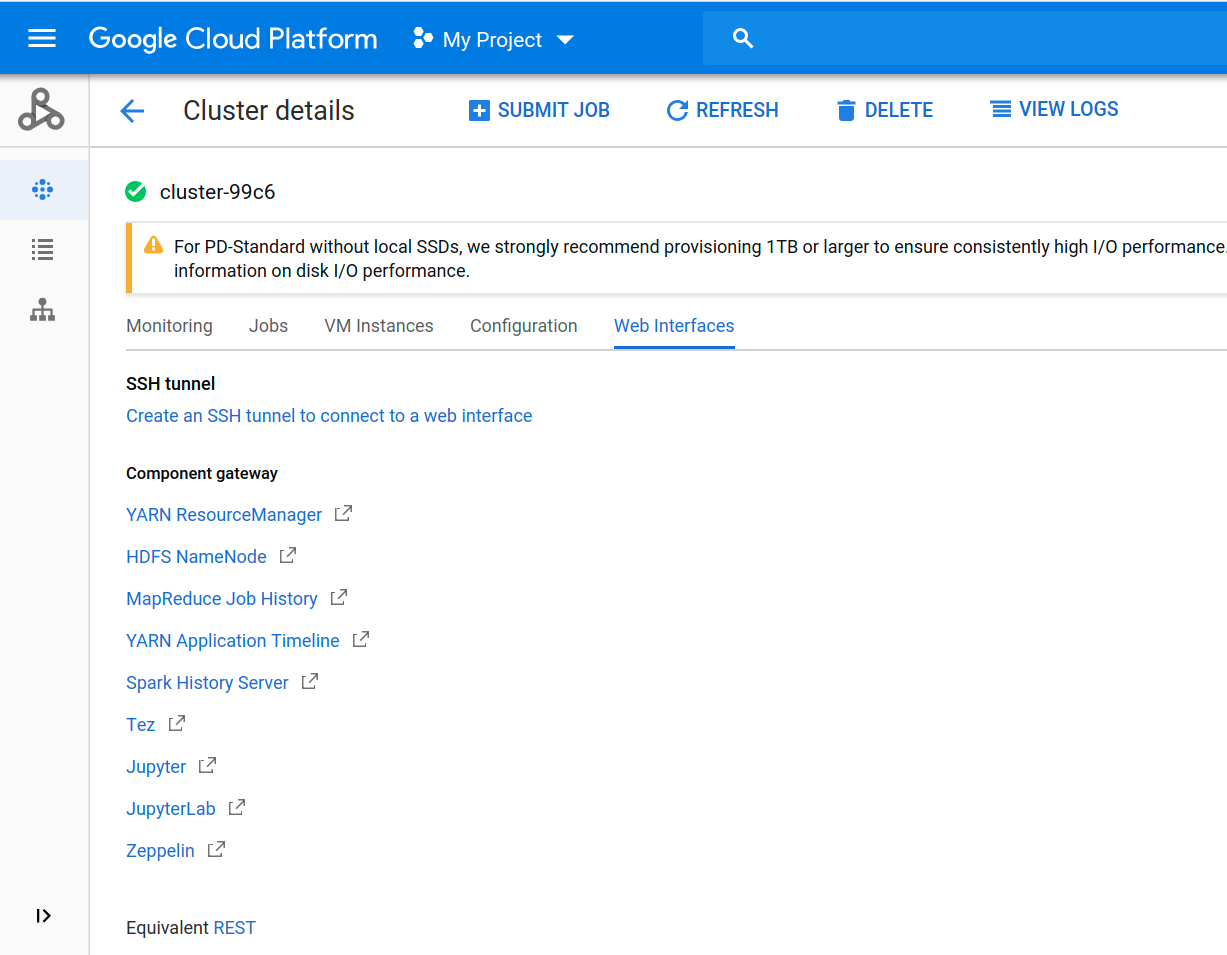 Google Cloud Platform My Project
Cluster details SUBMIT JOB REFRESH DELETE VIEW LOGS
cluster-99c6
For PD-Standard without local SSDs, we strongly recommend provisioning 1TB or larger to ensure consistently high I/O performance.
information on disk I/O performance.
Monitoring Jobs VM Instances Configuration Web Interfaces
SSH tunnel
Create an SSH tunnel to connect to a web interface
Component gateway
YARN ResourceManager
HDFS NameNode
MapReduce Job History
YARN Application Timeline
Spark History Server
Tez
Jupyter
JupyterLab
Zeppelin
Equivalent REST